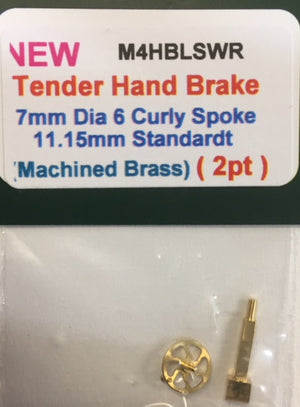 NEW M4HBLSWR
Tender Hand Brake
7mm Dia 6 Curly Spoke
11.15mm Standardt
(Machined Brass) ( 2pt )